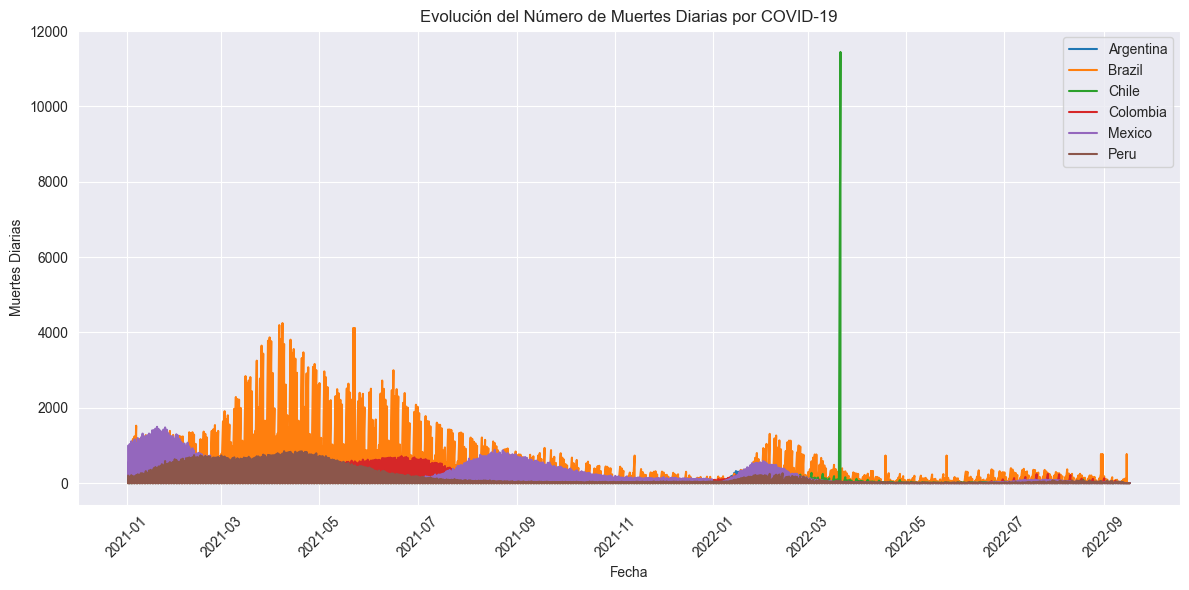 Evolución del Número de Muertes Diarias por COVID-19
Muertes Diarias
12000
10000
8000
6000
4000
2000
0
Argentina
Brazil
Chile
Colombia
Mexico
Peru
2021-01
2021-03
2021-05
2021-07
2021-09
2021-11
2022-01
2022-03
2022-05
2022-07
2022-09
Fecha